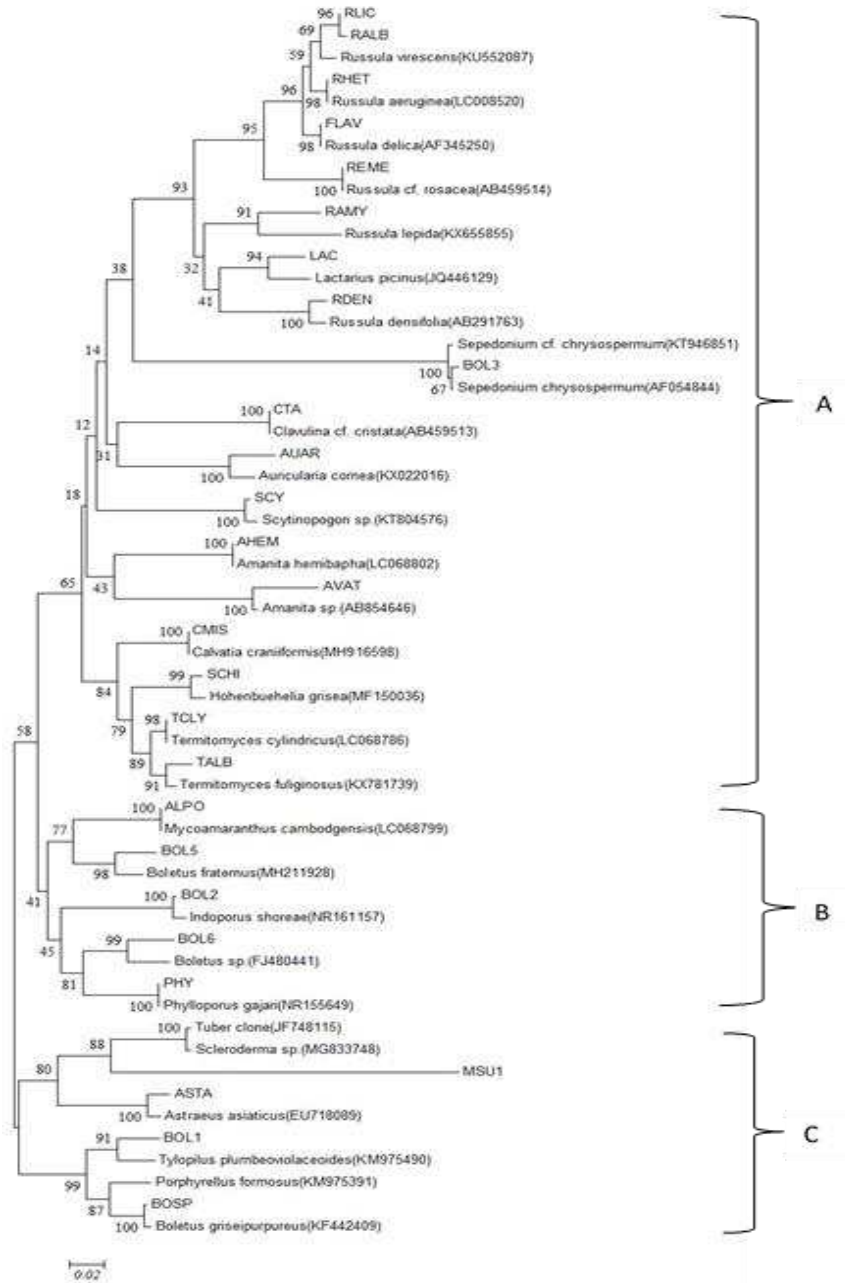 96
RLIC
69
RALB
59
Russula wirescens(KU552087)
RHET
96
98
Russula aeruginea(LC008520)
FLAV
95
98
Russula delica(AF345250)
REME
100
Russula cf. rosacea(AB459514)
93
91
RAMY
Russula lepida(KX655855)
32
94
LAC
Lactarius picinus(JQ446129)
38
41
RDEN
100
Russula densifolia(AB291763)
Sepedonium cf. chrysospermum(KT946851)
14
100
BOL3
67
Sepedonium chrysospermum(AF054844)
A
100
CTA
12
Clavulina cf. cristata(AB459513)
31
AUAR
100
Auricularia cornea(KX022016)
18
SCY
100
Scytinopogon sp.(KT804576)
100
AHEM
Amanita hemibapha(LC068802)
65
43
AVAT
100
Amanita sp.(AB854646)
100
CMIS
Calvatia craniiformis(MH916598)
84
99
SCHI
Hohenbuehelia grisea(MF150036)
79
98
TCLY
58
Termitomyces cylindricus(LC068786)
89
TALB
91
Termitomyces fuliginosus(KX781739)
100
ALPO
77
Mycoamaranthus cambodgensis(LC068799)
BOL5
98
Boletus fraternus(MH211928)
41
100
BOL2
B
Indoporus shoreae(NR161157)
45
99
BOL6
Boletus sp.(FJ480441)
81
PHY
100
Phylloporus gajari(NR155649)
100
Tuber clone(JF748115)
88
Scleroderma sp.(MG833748)
80
MSU1
ASTA
100
Astraeus asiaticus(EU718089)
C
91
BOL1
Tylopilus plumbeoviolaceoides(KM975490)
99
Porphyrellus formosus(KM975391)
87
BOSP
100
Boletus griseipurpureus(KF442409)
0.02